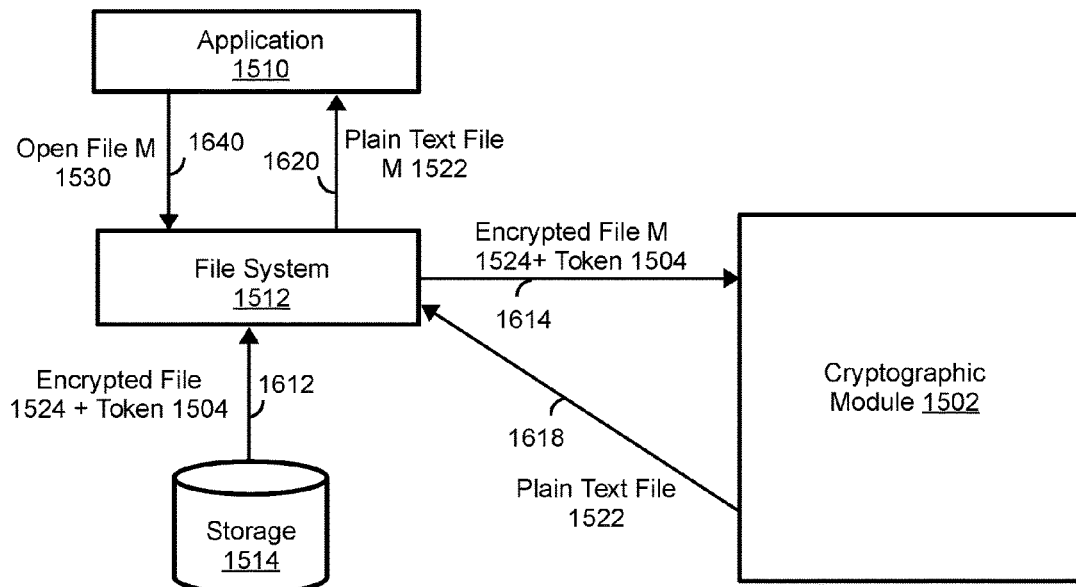 Application
1510
Open File M
1530
1640
1620
Plain Text File
M 1522
File System
1512
Encrypted File M
1524+ Token 1504
1614
Encrypted File
1524 + Token 1504
1612
1618
Plain Text File
1522
Cryptographic
Module 1502
Storage
1514